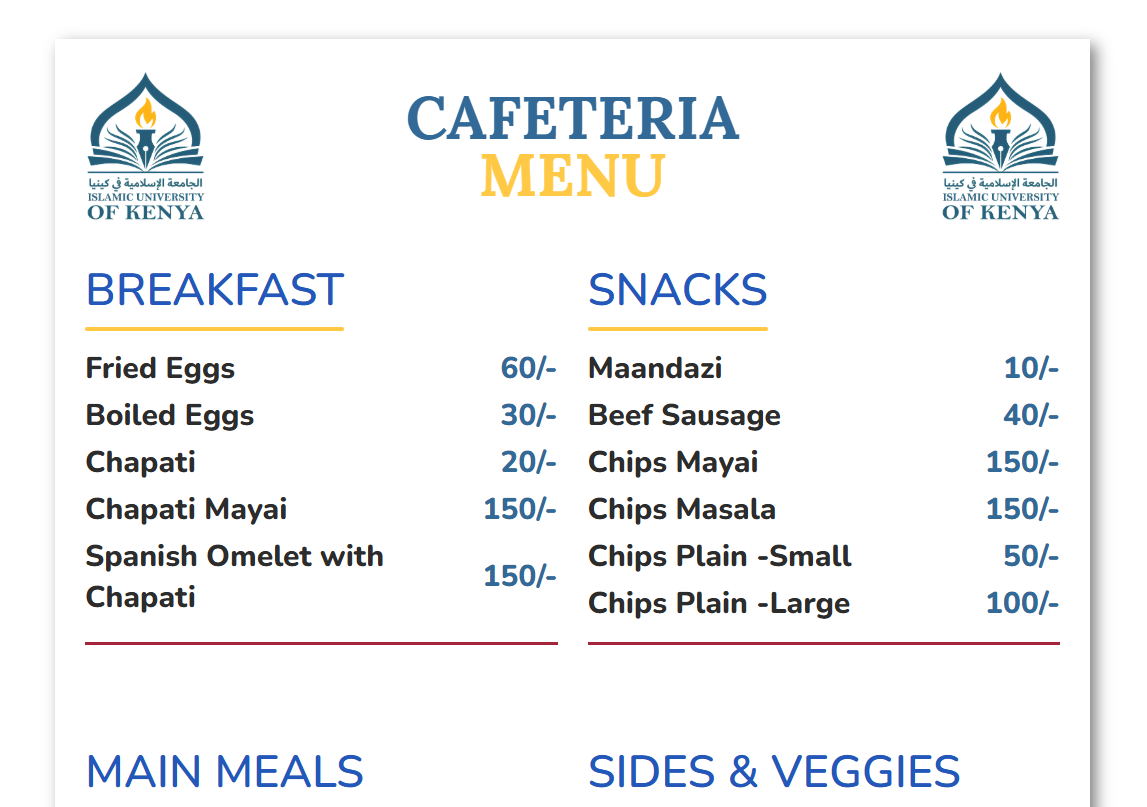 الجامعة الإسلامية في كينيا
ISLAMIC UNIVERSITY
OF KENYA
CAFETERIA
MENU
الجامعة الإسلامية في كينيا
ISLAMIC UNIVERSITY
OF KENYA
BREAKFAST
Fried Eggs 60/-
Boiled Eggs 30/-
Chapati 20/-
Chapati Mayai 150/-
Spanish Omelet with
Chapati 150/-
SNACKS
Maandazi 10/-
Beef Sausage 40/-
Chips Mayai 150/-
Chips Masala 150/-
Chips Plain -Small 50/-
Chips Plain -Large 100/-
MAIN MEALS
SIDES & VEGGIES